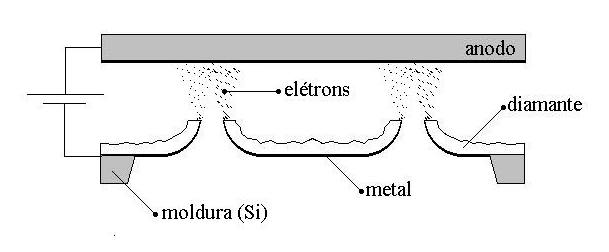 anodo
elétrons
diamante
metal
moldura (Si)